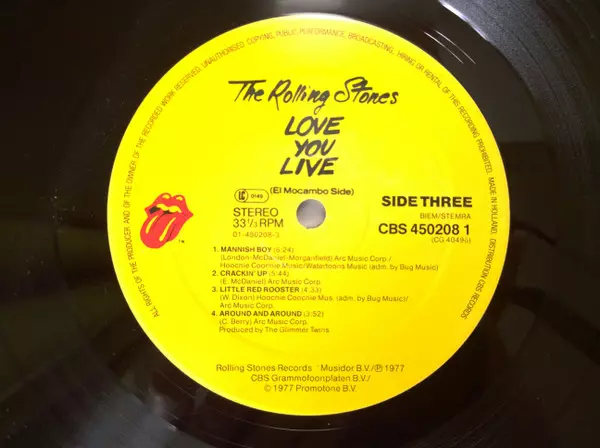 ALL RIGHTS OF THE PRODUCER AND OF THE OWNER OF THE RECORDED WORK RESERVED. UNAUTHORISED COPYING, PUBLIC PERFORMANCE, BROADCASTING, HIRING OR RENTAL OF THIS RECORDING PROHIBITED. MADE IN HOLLAND. DISTRIBUTION CBS RECORDS
The Rolling Stones
LOVE
YOU
LIVE
(El Mocambo Side)
STEREO
33 1/3 RPM
01-450208-3
SIDE THREE
BIEM/STEMRA
CBS 450208 1
(CG 40495)
1. MANNISH BOY (6:24)
(London-McDaniel-Morganfield) Arc Music Corp./
Hoochie Coochie Music/Watertoons Music (adm. by Bug Music)
2. CRACKIN' UP (5:44)
(E. McDaniel) Arc Music Corp.
3. LITTLE RED ROOSTER (4:33)
(W. Dixon) Hoochie Coochie Mus. (adm. by Bug Music)/
Arc Music Corp.
4. AROUND AND AROUND (3:52)
(C. Berry) Arc Music Corp.
Produced by The Glimmer Twins
Rolling Stones Records ' Musidor B.V./℗ 1977
CBS Grammofoonplaten B.V./
© 1977 Promotone B.V.